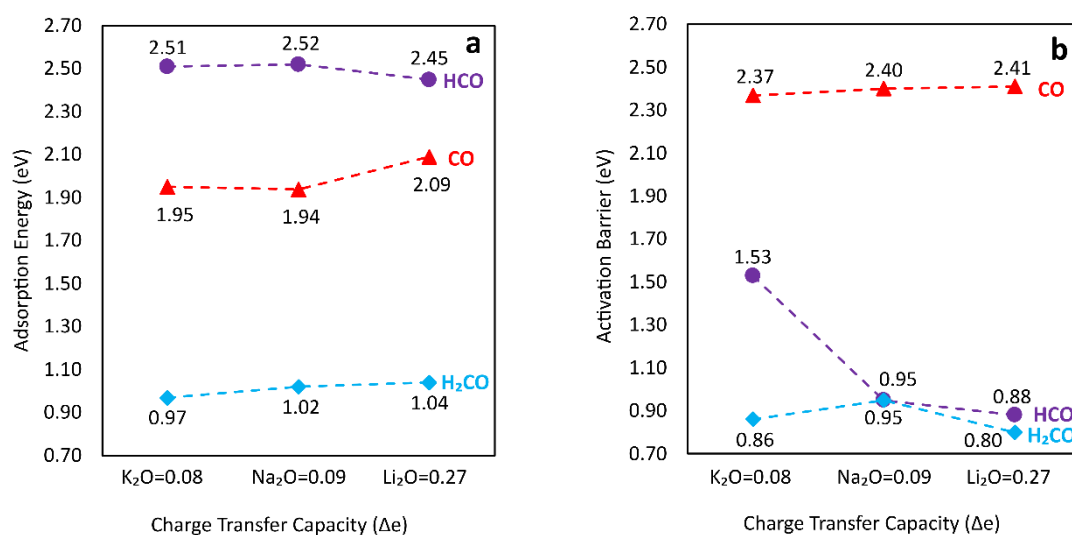 a
2.70
2.50
2.30
2.10
1.90
1.70
1.50
1.30
1.10
0.90
0.70
Adsorption Energy (eV)
2.51
2.52
2.45
HCO
CO
1.95
1.94
2.09
H₂CO
0.97
1.02
1.04
K₂O=0.08
Na₂O=0.09
Li₂O=0.27
Charge Transfer Capacity (Δe)
b
2.70
2.50
2.30
2.10
1.90
1.70
1.50
1.30
1.10
0.90
0.70
Activation Barrier (eV)
2.37
2.40
2.41
CO
1.53
0.95
0.88
HCO
0.86
0.95
0.80
H₂CO
K₂O=0.08
Na₂O=0.09
Li₂O=0.27
Charge Transfer Capacity (Δe)